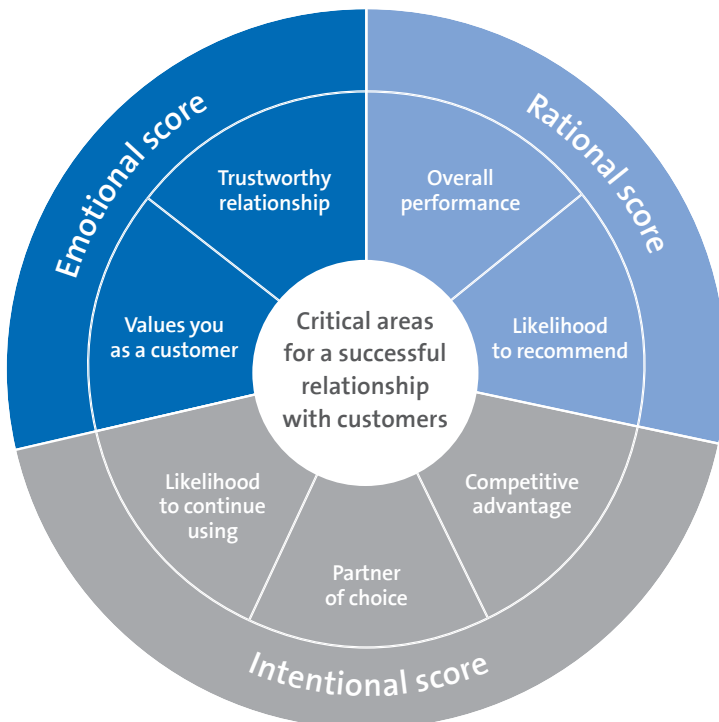 Emotional score
Rational score
Trustworthy
relationship
Overall
performance
Values you
as a customer
Critical areas
for a successful
relationship
with customers
Likelihood
to recommend
Likelihood
to continue
using
Competitive
advantage
Partner
of choice
Intentional score